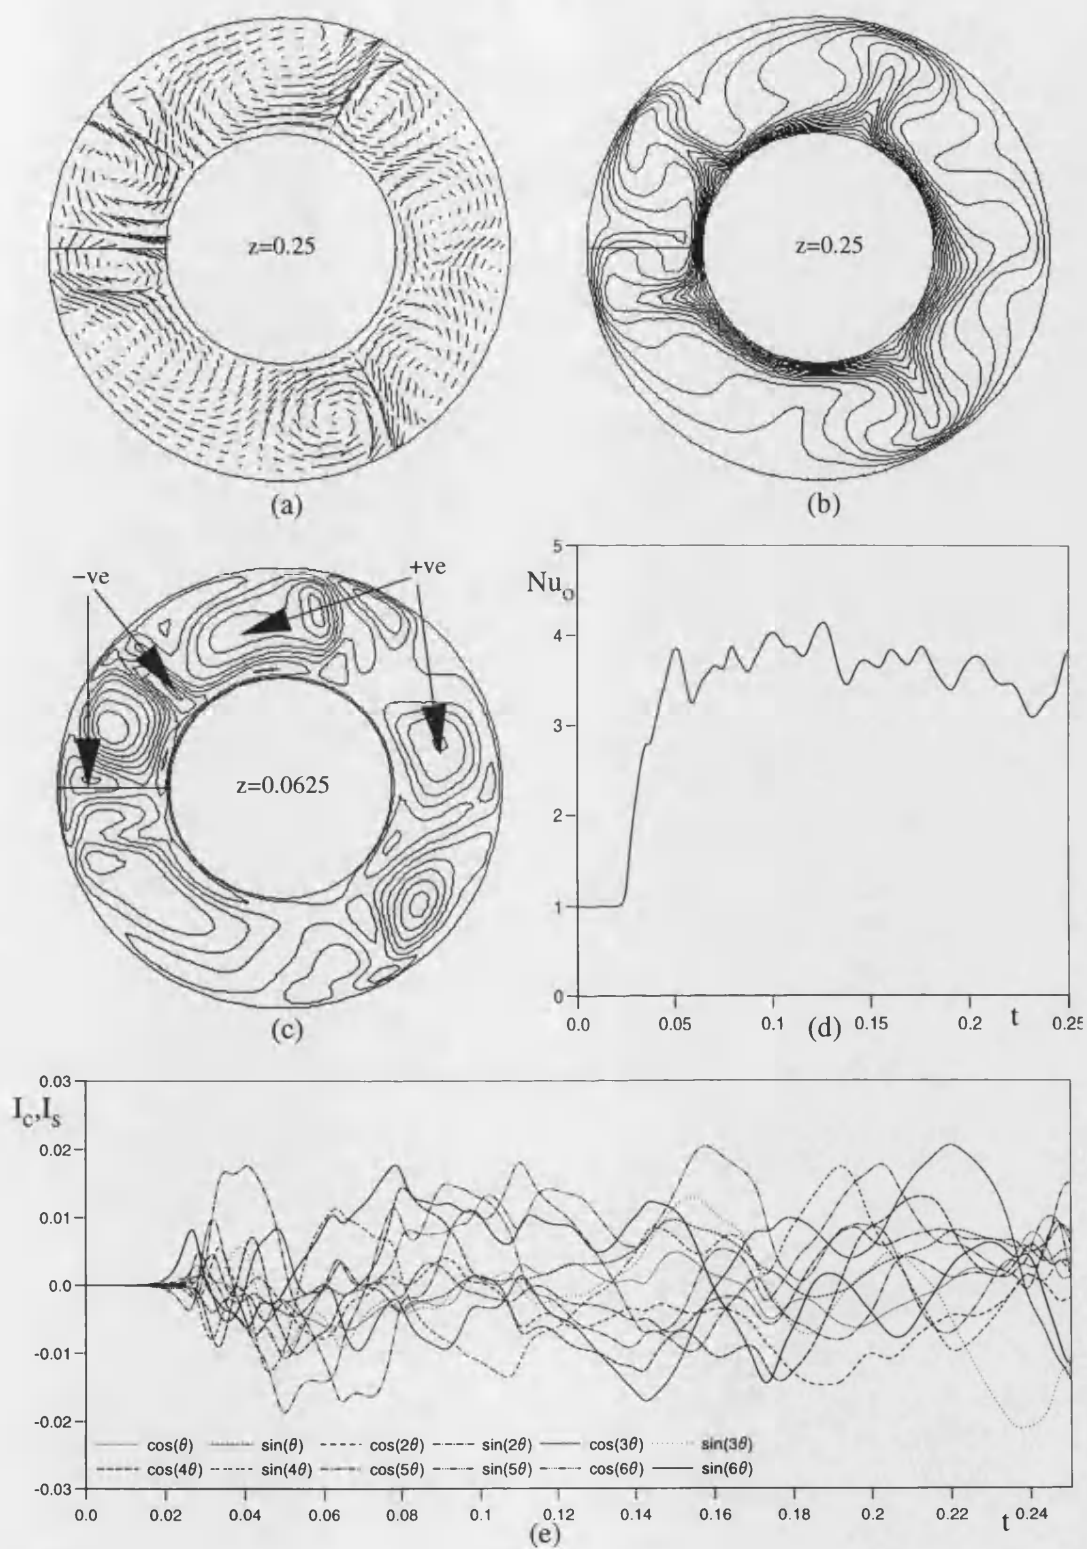 z=0.25
z=0.25
(a)
(b)
−ve
+ve
z=0.0625
(c)
5
Nu₀
4
3
2
1
0
0.0
0.05
0.1
(d)
0.15
0.2
t
0.25
0.03
I_c,I_s
0.02
0.01
0.0
-0.01
-0.02
-0.03
cos(θ) sin(θ) cos(2θ) sin(2θ) cos(3θ) sin(3θ)
cos(4θ) sin(4θ) cos(5θ) sin(5θ) cos(6θ) sin(6θ)
0.0 0.02 0.04 0.06 0.08 0.1 0.12 0.14 0.16 0.18 0.2 0.22 t 0.24
(e)